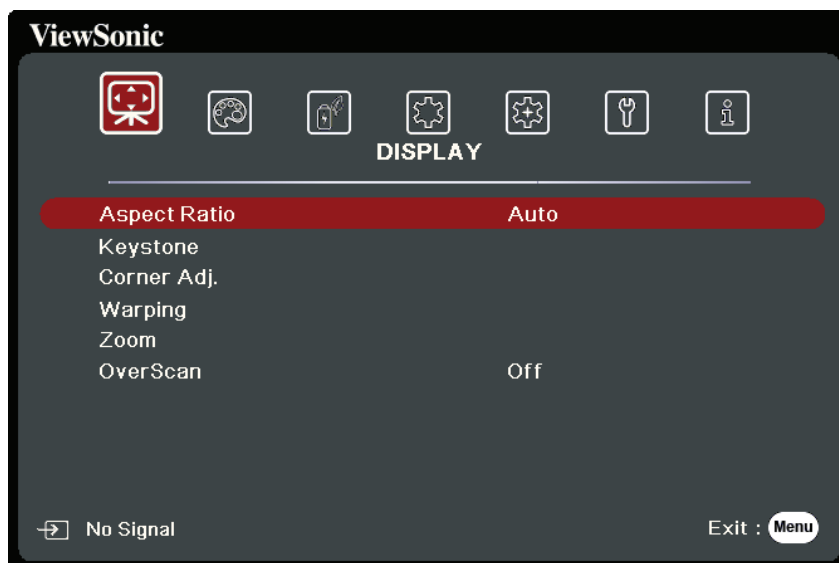 ViewSonic
DISPLAY
Aspect Ratio Auto
Keystone
Corner Adj.
Warping
Zoom
OverScan Off
No Signal Exit : Menu